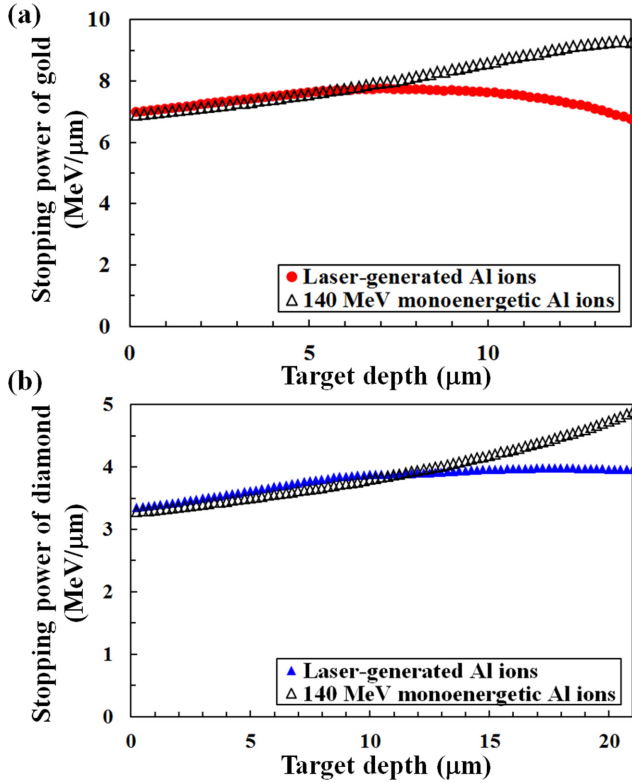 (a)
Stopping power of gold
(MeV/μm)
10
8
6
4
2
0
Laser-generated Al ions
140 MeV monoenergetic Al ions
0 5 10
Target depth (μm)
(b)
Stopping power of diamond
(MeV/μm)
5
4
3
2
1
0
Laser-generated Al ions
140 MeV monoenergetic Al ions
0 5 10 15 20
Target depth (μm)